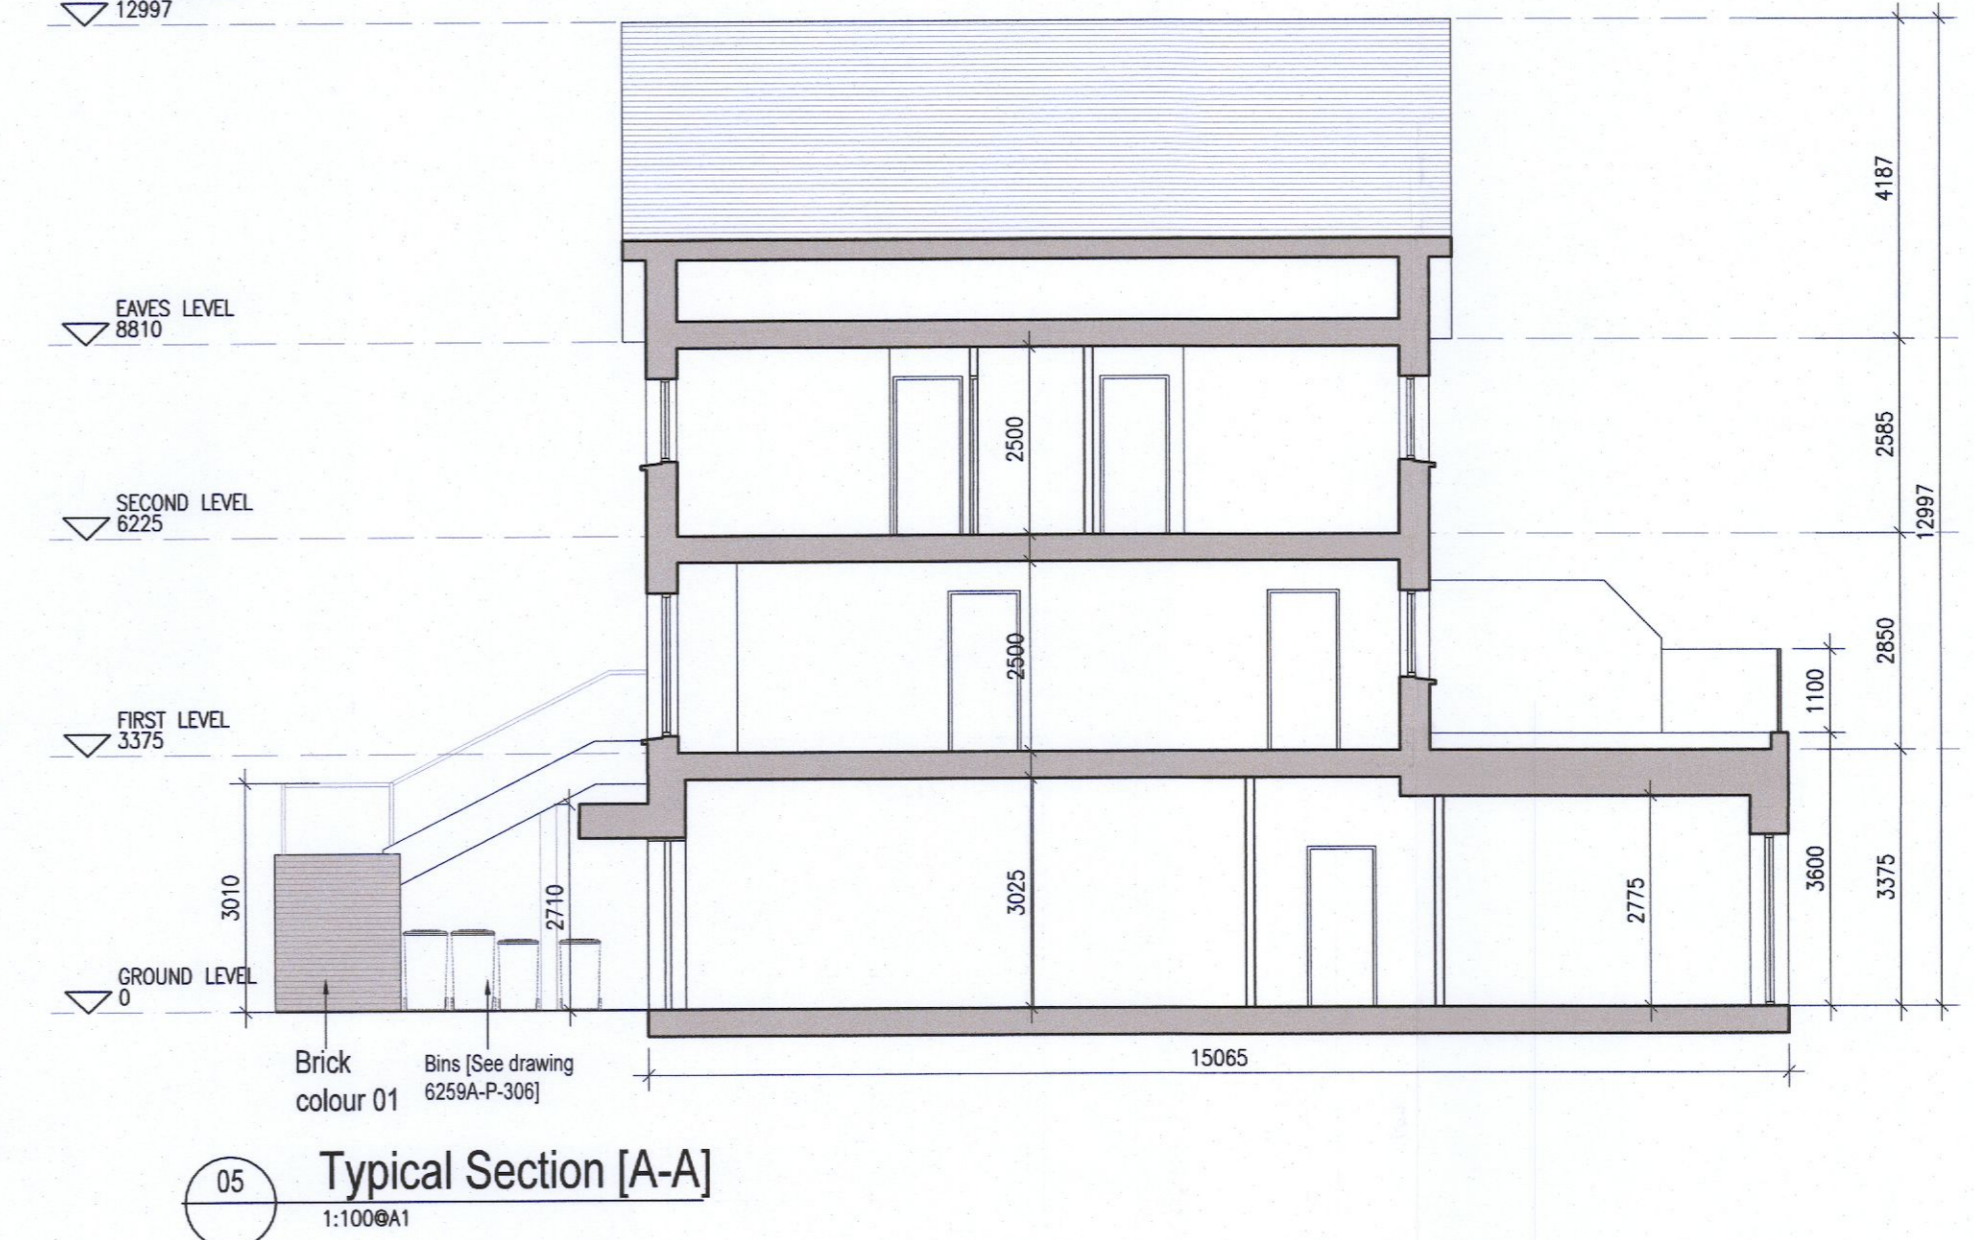 12997
4187
EAVES LEVEL
8810
2500
2585
SECOND LEVEL
6225
12997
2500
2850
1100
FIRST LEVEL
3375
3010
2710
3025
2775
3600
3375
GROUND LEVEL
0
15065
Brick
colour 01
Bins [See drawing
6259A-P-306]
05
Typical Section [A-A]
1:100@A1